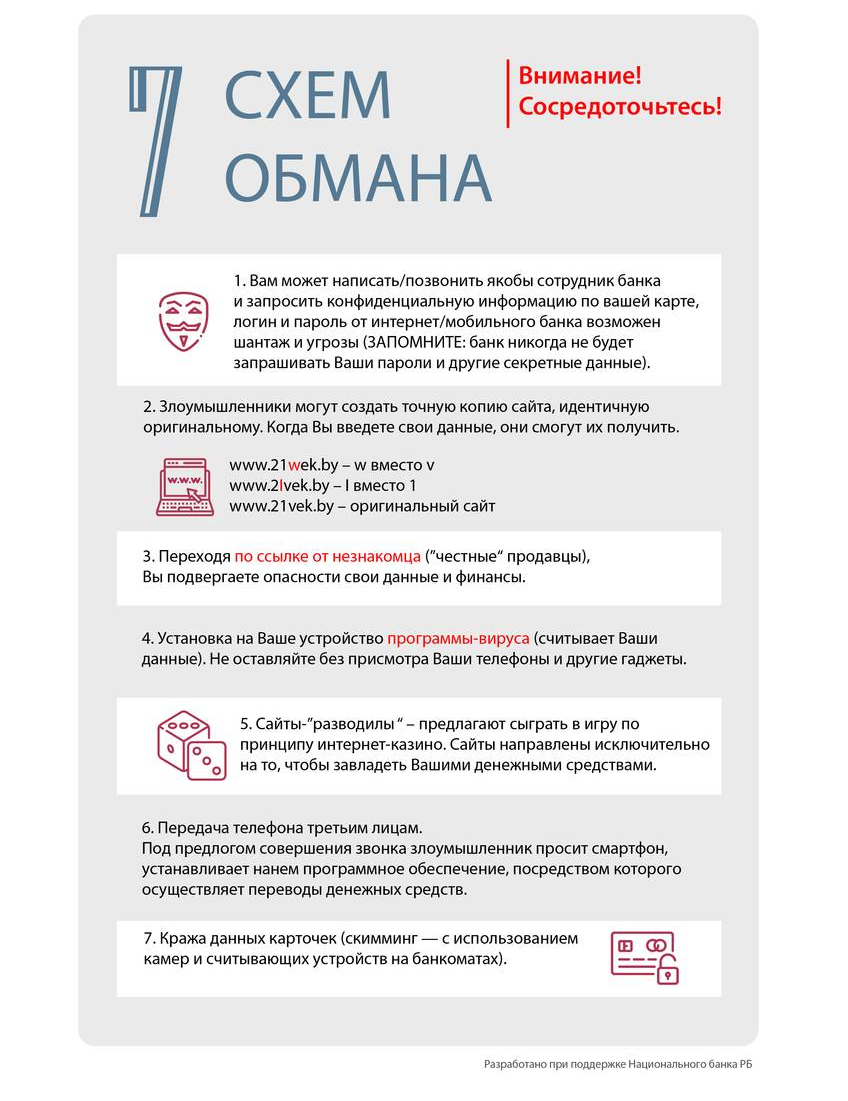 7 СХЕМ
ОБМАНА
Внимание!
Сосредоточьтесь!
1. Вам может написать/позвонить якобы сотрудник банка
и запросить конфиденциальную информацию по вашей карте,
логин и пароль от интернет/мобильного банка возможен
шантаж и угрозы (ЗАПОМНИТЕ: банк никогда не будет
запрашивать Ваши пароли и другие секретные данные).
2. Злоумышленники могут создать точную копию сайта, идентичную
оригинальному. Когда Вы введете свои данные, они смогут их получить.
w.w.w.
www.21wek.by – w вместо v
www.2lvek.by – l вместо 1
www.21vek.by – оригинальный сайт
3. Переходя по ссылке от незнакомца ("честные“ продавцы),
Вы подвергаете опасности свои данные и финансы.
4. Установка на Ваше устройство программы-вируса (считывает Ваши
данные). Не оставляйте без присмотра Ваши телефоны и другие гаджеты.
5. Сайты-"разводилы “ – предлагают сыграть в игру по
принципу интернет-казино. Сайты направлены исключительно
на то, чтобы завладеть Вашими денежными средствами.
6. Передача телефона третьим лицам.
Под предлогом совершения звонка злоумышленник просит смартфон,
устанавливает нанем программное обеспечение, посредством которого
осуществляет переводы денежных средств.
7. Кража данных карточек (скимминг — с использованием
камер и считывающих устройств на банкоматах).
Разработано при поддержке Национального банка РБ